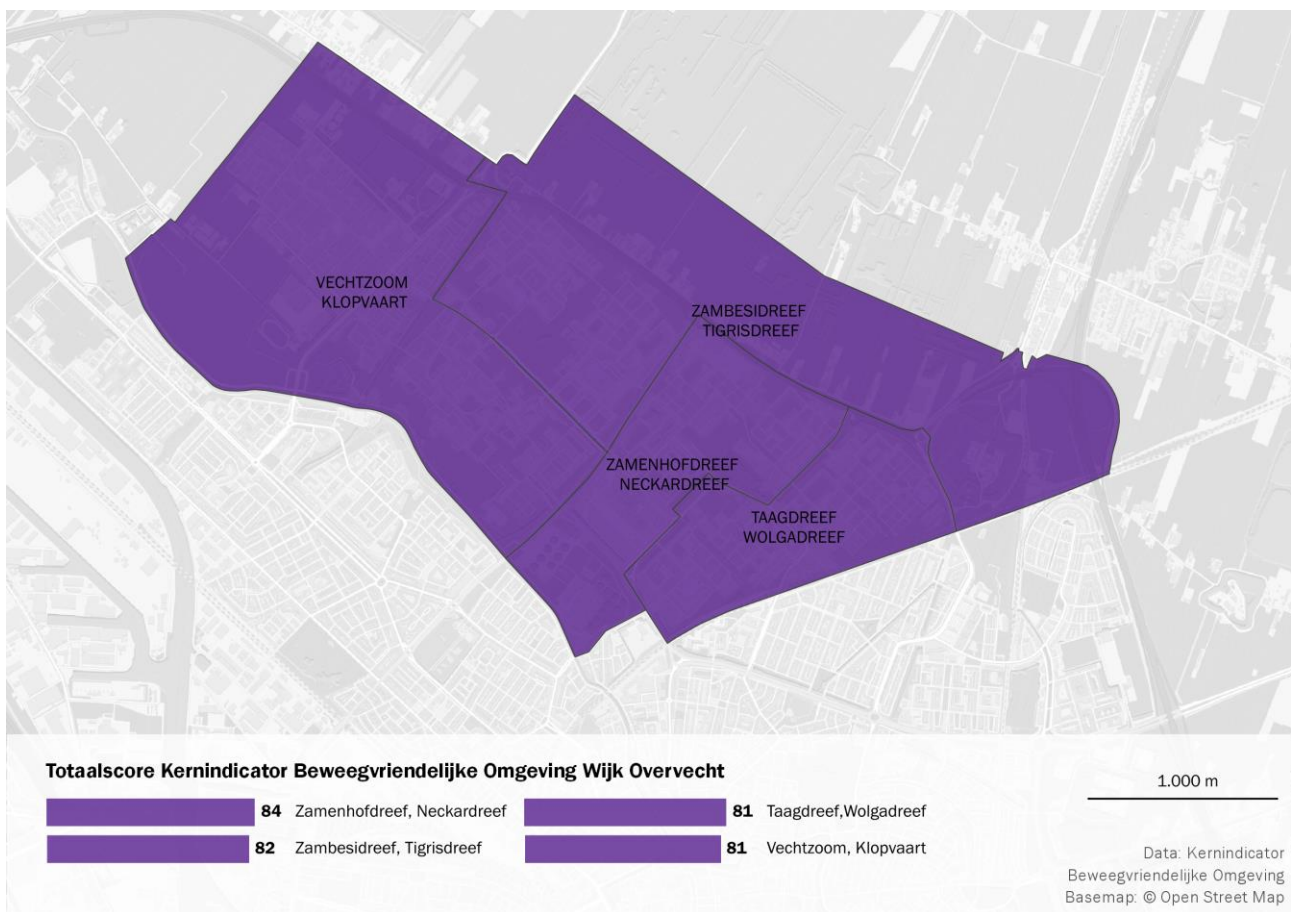 VECHTZOOM
KLOPVAART
ZAMBESIDREEF
TIGRISDREEF
ZAMENHOFDREEF
NECKARDREEF
TAAGDREEF
WOLGADREEF
Totaalscore Kernindicator Beweegvriendelijke Omgeving Wijk Overvecht
84 Zamenhofdreef, Neckardreef
82 Zambesidreef, Tigrisdreef
81 Taagdreef,Wolgadreef
81 Vechtzoom, Klopvaart
1.000 m
Data: Kernindicator
Beweegvriendelijke Omgeving
Basemap: © Open Street Map